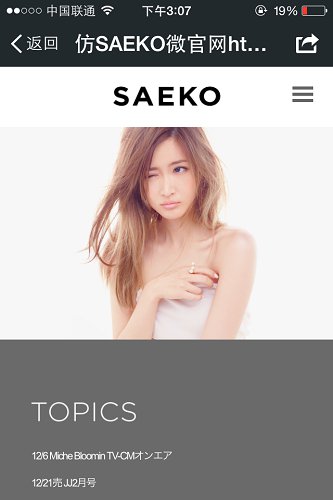 中国联通
下午3:07
19%
返回
仿SAEKO微官网ht...
SAEKO
TOPICS
12/6 Miche Bloomin TV-CMオンエア
12/21売 JJ2月号